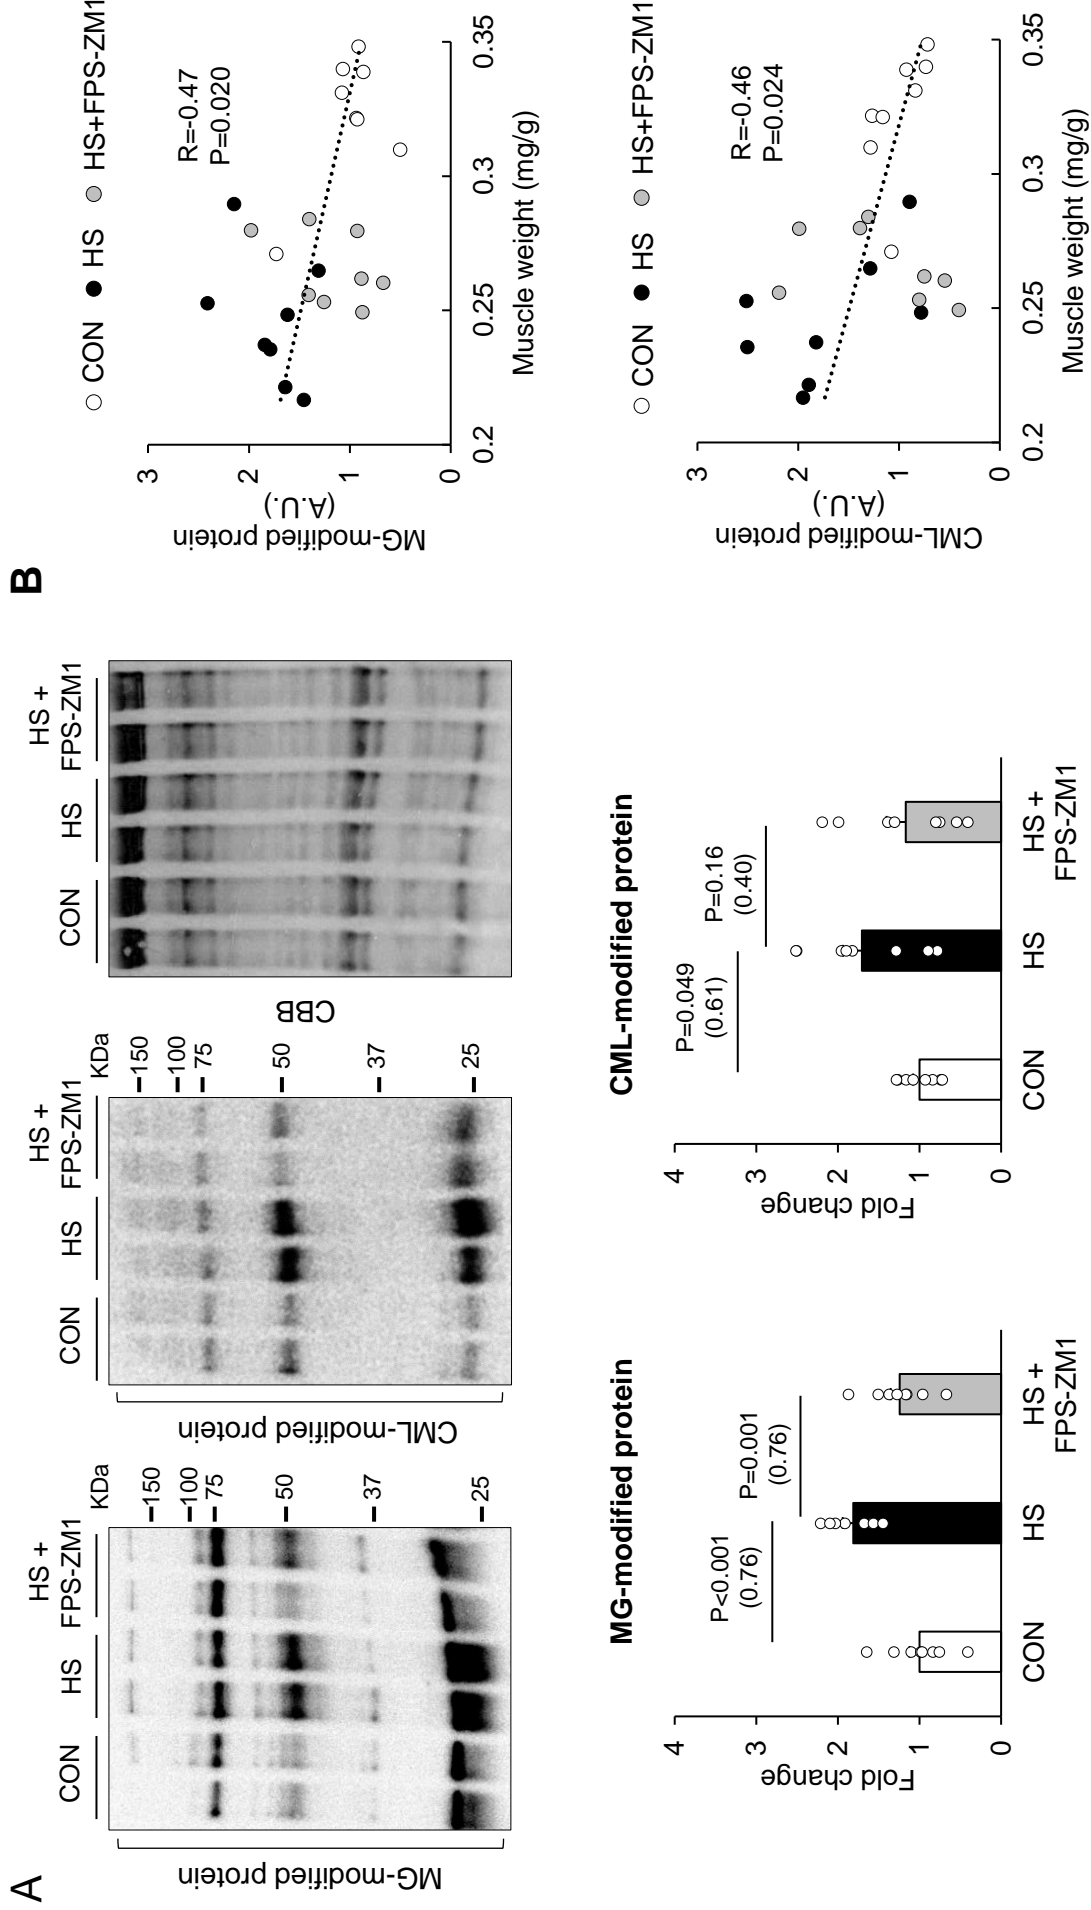 A
MG-modified protein
CON
HS
HS +
FPS-ZM1
KDa
150
100
75
50
37
25
CML-modified protein
CON
HS
HS +
FPS-ZM1
KDa
150
100
75
50
37
25
CBB
CON
HS
HS +
FPS-ZM1
MG-modified protein
Fold change
4
3
2
1
0
P<0.001
(0.76)
P=0.001
(0.76)
CON
HS
HS +
FPS-ZM1
CML-modified protein
Fold change
4
3
2
1
0
P=0.049
(0.61)
P=0.16
(0.40)
CON
HS
HS +
FPS-ZM1
B
CON HS HS+FPS-ZM1
MG-modified protein
(A.U.)
3
2
1
0
R=-0.47
P=0.020
0.2 0.25 0.3 0.35
Muscle weight (mg/g)
CON HS HS+FPS-ZM1
CML-modified protein
(A.U.)
3
2
1
0
R=-0.46
P=0.024
0.2 0.25 0.3 0.35
Muscle weight (mg/g)